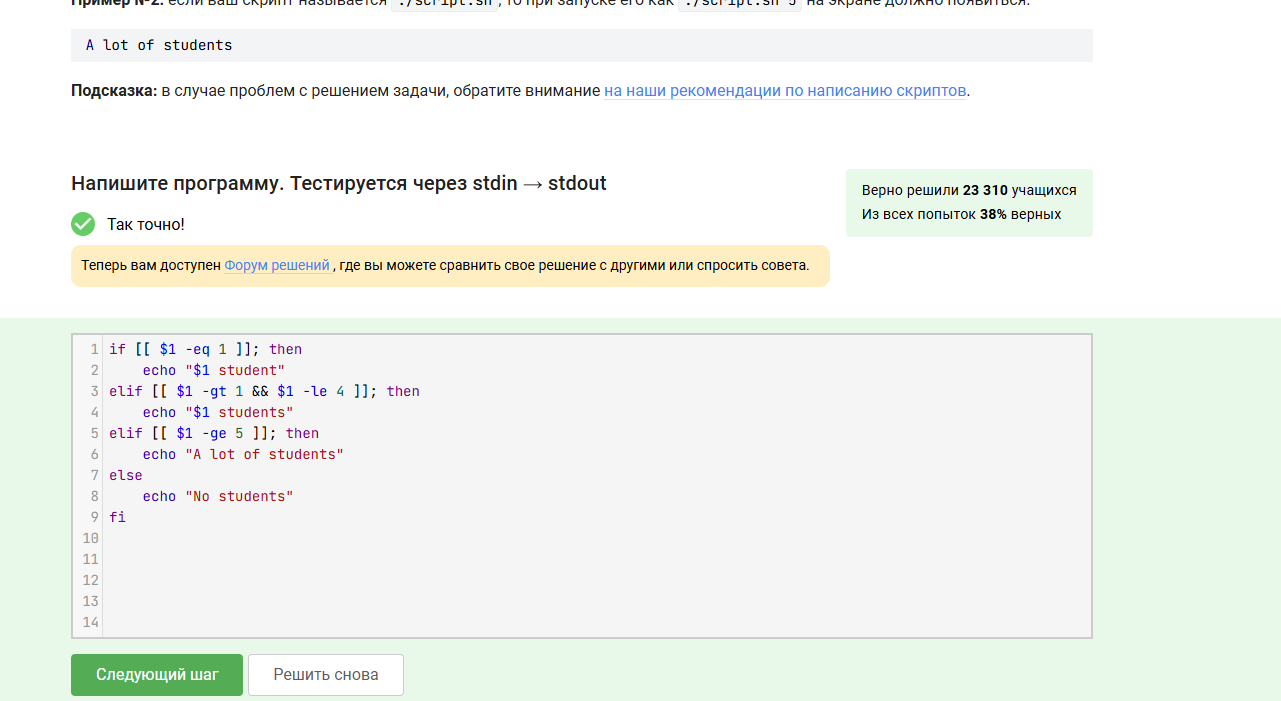 Пример №2: если ваш скрипт называется ./script.sh , то при запуске его как ./script.sh 5 на экране должно появиться:
A lot of students
Подсказка: в случае проблем с решением задачи, обратите внимание на наши рекомендации по написанию скриптов.
Напишите программу. Тестируется через stdin → stdout
Верно решили 23 310 учащихся
Из всех попыток 38% верных
Так точно!
Теперь вам доступен Форум решений , где вы можете сравнить свое решение с другими или спросить совета.
1 if [[ $1 -eq 1 ]]; then
2     echo "$1 student"
3 elif [[ $1 -gt 1 && $1 -le 4 ]]; then
4     echo "$1 students"
5 elif [[ $1 -ge 5 ]]; then
6     echo "A lot of students"
7 else
8     echo "No students"
9 fi
10
11
12
13
14
Следующий шаг
Решить снова